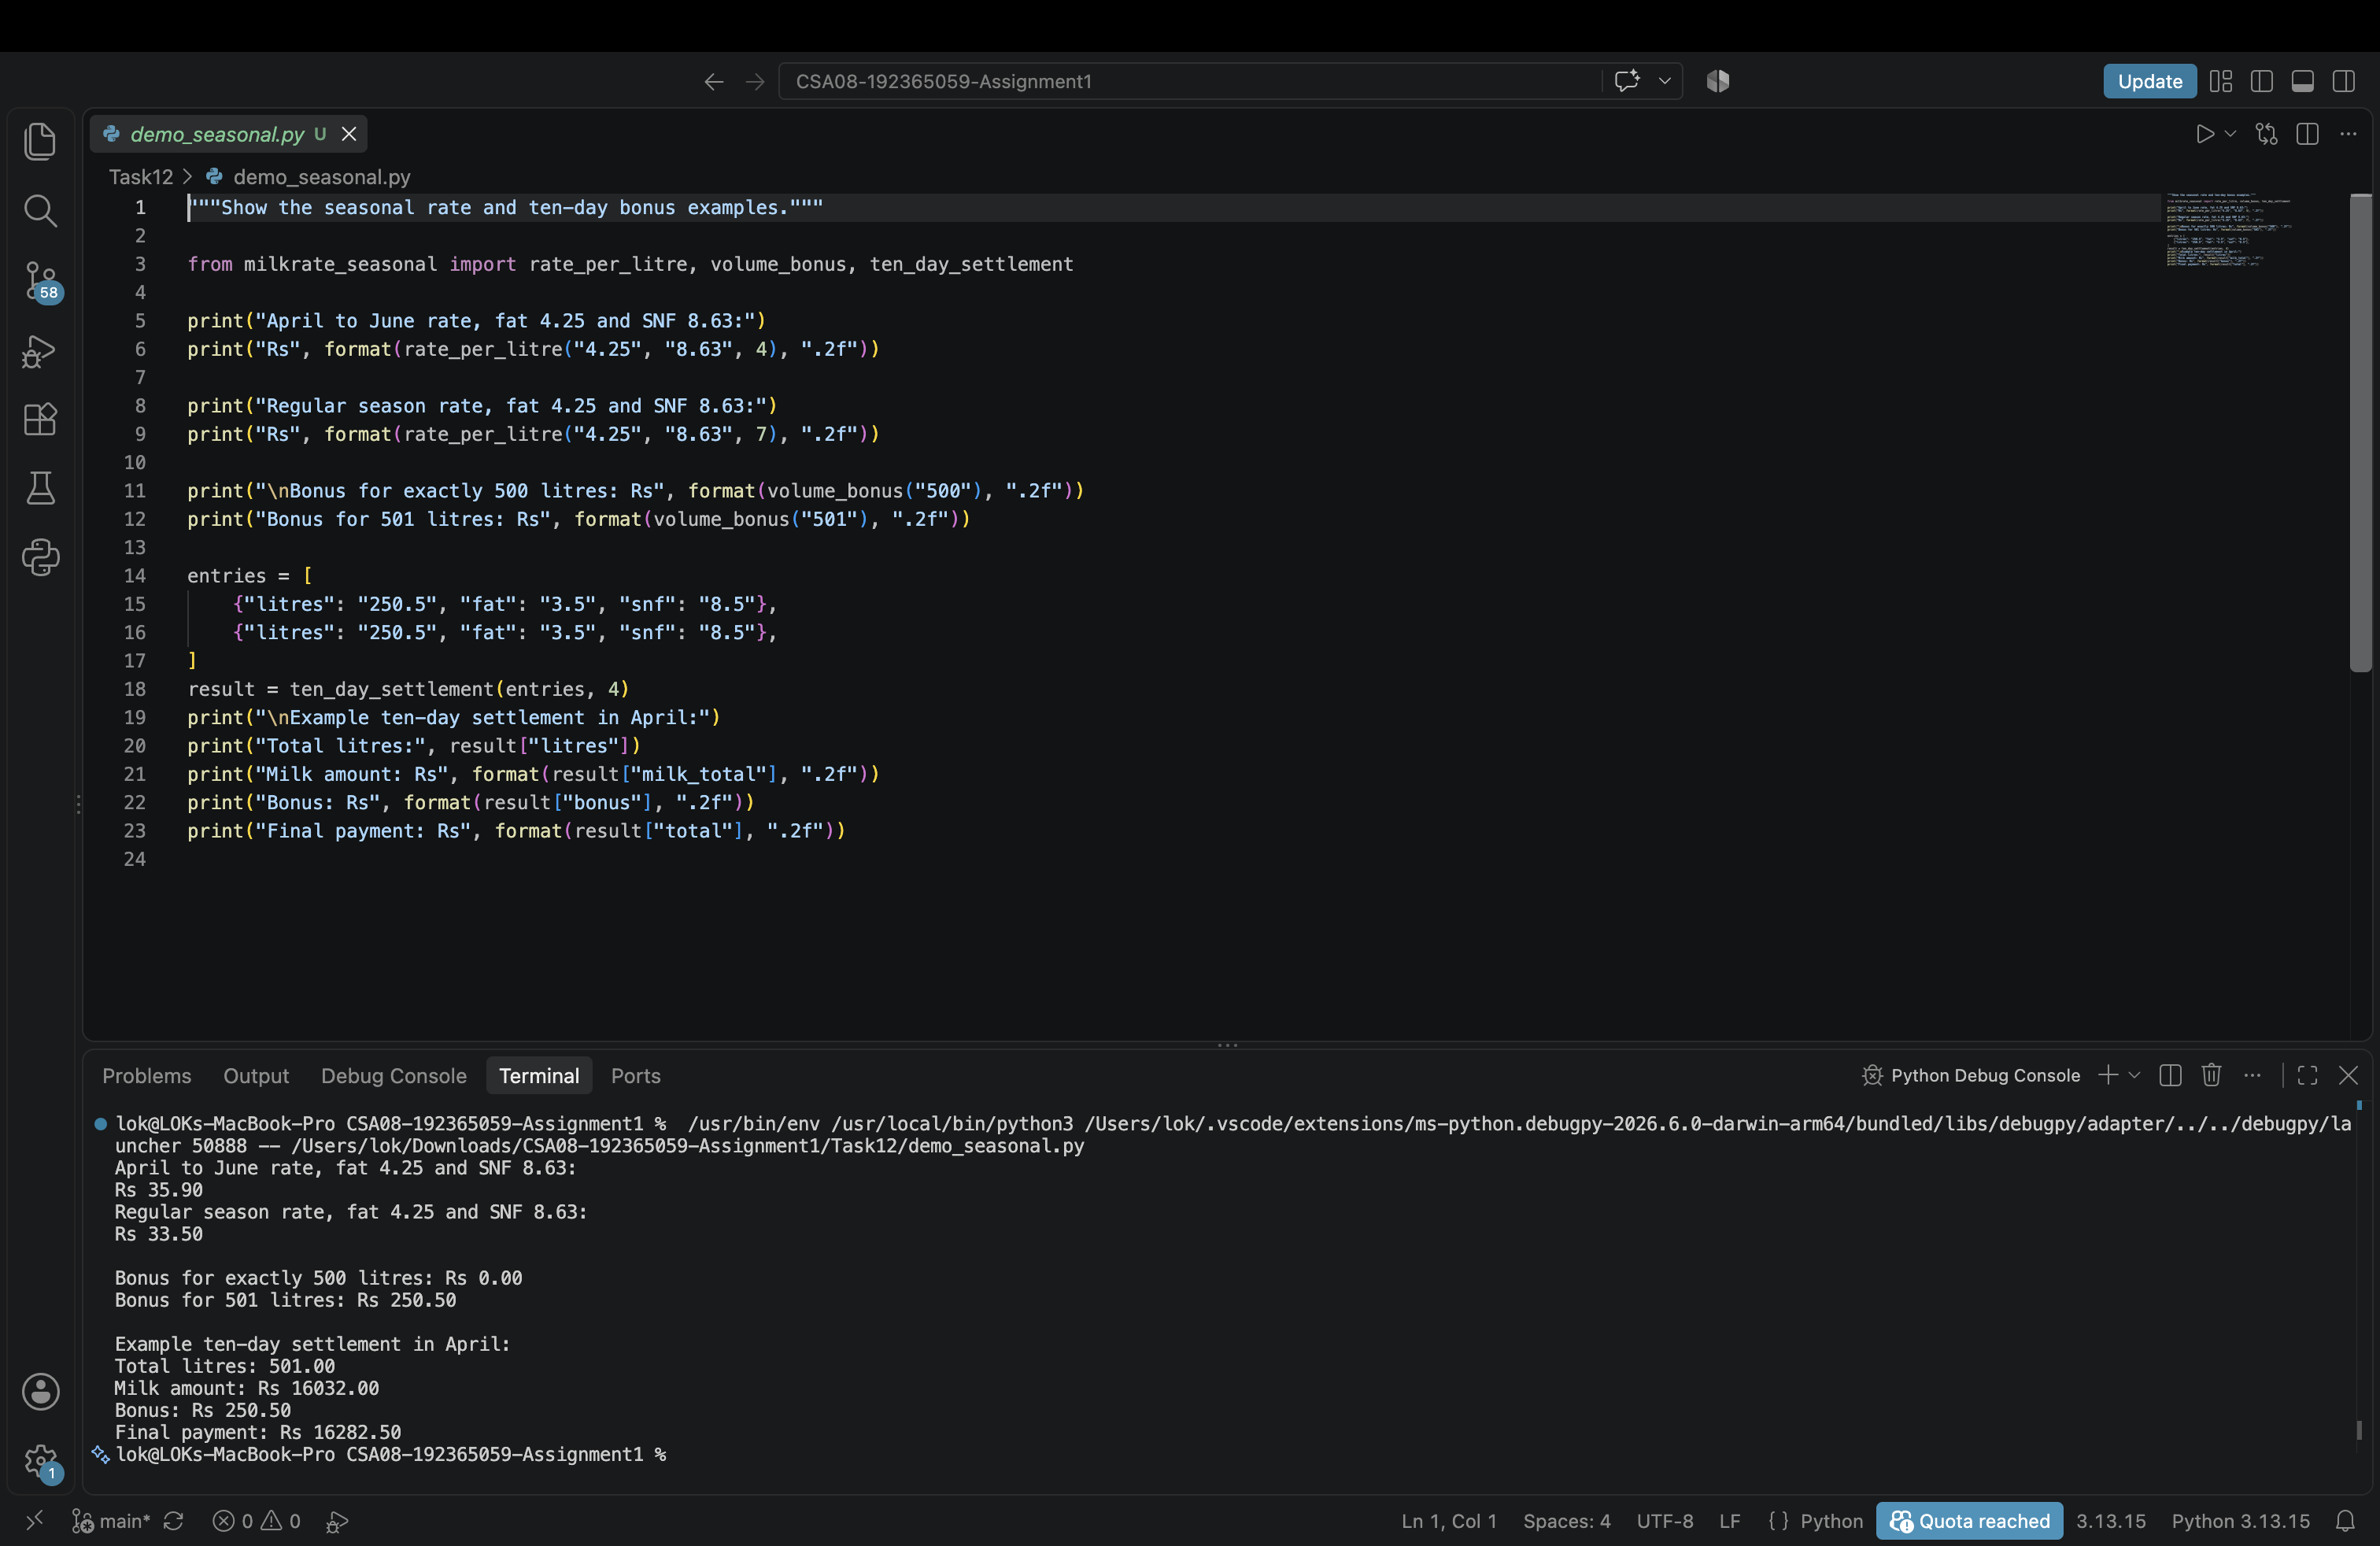 CSA08-192365059-Assignment1
Update
demo_seasonal.py U
Task12 > demo_seasonal.py
58
1 """Show the seasonal rate and ten-day bonus examples."""
2
3 from milkrate_seasonal import rate_per_litre, volume_bonus, ten_day_settlement
4
5 print("April to June rate, fat 4.25 and SNF 8.63:")
6 print("Rs", format(rate_per_litre("4.25", "8.63", 4), ".2f"))
7
8 print("Regular season rate, fat 4.25 and SNF 8.63:")
9 print("Rs", format(rate_per_litre("4.25", "8.63", 7), ".2f"))
10
11 print("\nBonus for exactly 500 litres: Rs", format(volume_bonus("500"), ".2f"))
12 print("Bonus for 501 litres: Rs", format(volume_bonus("501"), ".2f"))
13
14 entries = [
15     {"litres": "250.5", "fat": "3.5", "snf": "8.5"},
16     {"litres": "250.5", "fat": "3.5", "snf": "8.5"},
17 ]
18 result = ten_day_settlement(entries, 4)
19 print("\nExample ten-day settlement in April:")
20 print("Total litres:", result["litres"])
21 print("Milk amount: Rs", format(result["milk_total"], ".2f"))
22 print("Bonus: Rs", format(result["bonus"], ".2f"))
23 print("Final payment: Rs", format(result["total"], ".2f"))
24
Problems Output Debug Console Terminal Ports
Python Debug Console
lok@LOKs-MacBook-Pro CSA08-192365059-Assignment1 %  /usr/bin/env /usr/local/bin/python3 /Users/lok/.vscode/extensions/ms-python.debugpy-2026.6.0-darwin-arm64/bundled/libs/debugpy/adapter/../../debugpy/la
uncher 50888 -- /Users/lok/Downloads/CSA08-192365059-Assignment1/Task12/demo_seasonal.py
April to June rate, fat 4.25 and SNF 8.63:
Rs 35.90
Regular season rate, fat 4.25 and SNF 8.63:
Rs 33.50

Bonus for exactly 500 litres: Rs 0.00
Bonus for 501 litres: Rs 250.50

Example ten-day settlement in April:
Total litres: 501.00
Milk amount: Rs 16032.00
Bonus: Rs 250.50
Final payment: Rs 16282.50
lok@LOKs-MacBook-Pro CSA08-192365059-Assignment1 %
1
main* 0 0
Ln 1, Col 1 Spaces: 4 UTF-8 LF { } Python Quota reached 3.13.15 Python 3.13.15